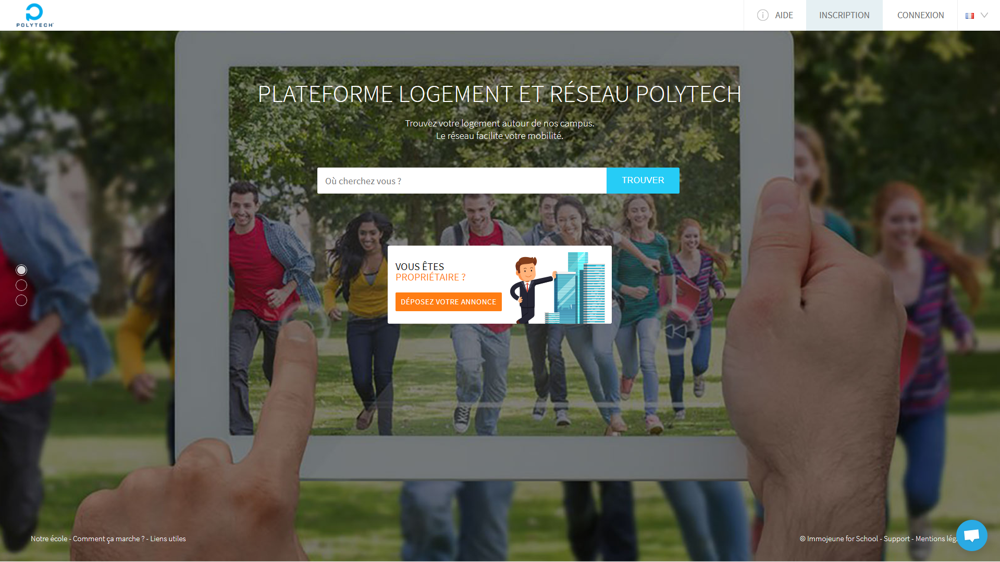 POLYTECH
AIDE
INSCRIPTION
CONNEXION
PLATEFORME LOGEMENT ET RÉSEAU POLYTECH
Trouvez votre logement autour de nos campus.
Le réseau facilite votre mobilité.
Où cherchez vous ?
TROUVER
VOUS ÊTES
PROPRIÉTAIRE ?
DÉPOSEZ VOTRE ANNONCE
Notre école - Comment ça marche ? - Liens utiles
© Immojeune for School - Support - Mentions